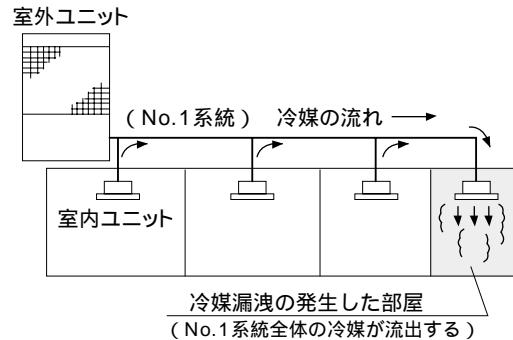 室外ユニット
(No.1系統) 冷媒の流れ
室内ユニット
冷媒漏洩の発生した部屋
(No.1系統全体の冷媒が流出する)